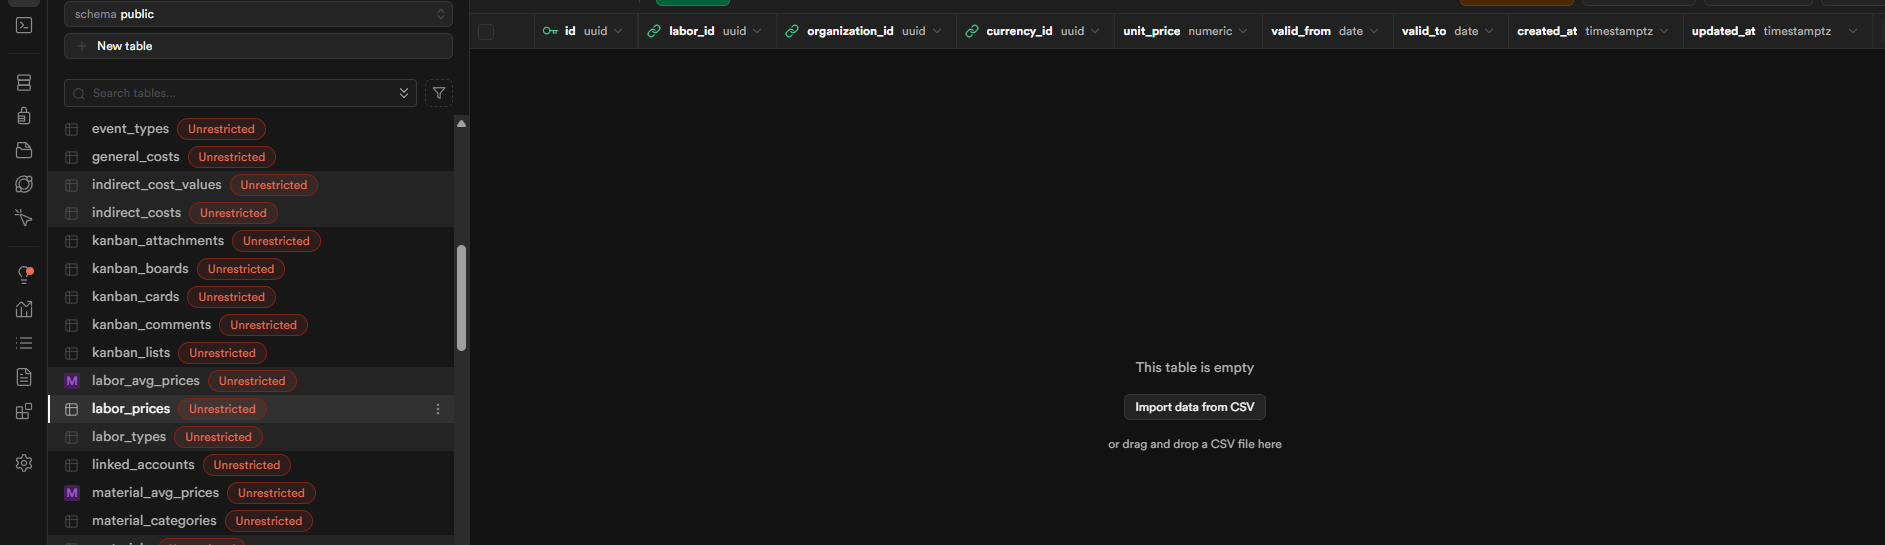 schema public
New table
Search tables...
event_types Unrestricted
general_costs Unrestricted
indirect_cost_values Unrestricted
indirect_costs Unrestricted
kanban_attachments Unrestricted
kanban_boards Unrestricted
kanban_cards Unrestricted
kanban_comments Unrestricted
kanban_lists Unrestricted
M labor_avg_prices Unrestricted
labor_prices Unrestricted
labor_types Unrestricted
linked_accounts Unrestricted
M material_avg_prices Unrestricted
material_categories Unrestricted
id uuid labor_id uuid organization_id uuid currency_id uuid unit_price numeric valid_from date valid_to date created_at timestamptz updated_at timestamptz
This table is empty
Import data from CSV
or drag and drop a CSV file here